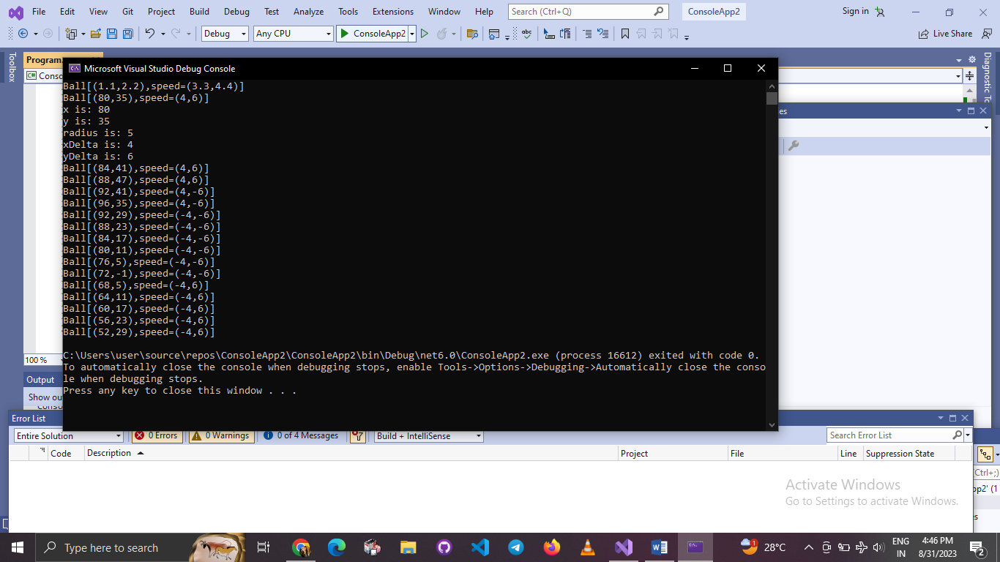 File Edit View Git Project Build Debug Test Analyze Tools Extensions Window Help Search (Ctrl+Q) ConsoleApp2 Sign in
Debug Any CPU ConsoleApp2 Live Share
Toolbox
Program.
Conso
Diagnostic To
Microsoft Visual Studio Debug Console
es
Ball[(1.1,2.2),speed=(3.3,4.4)]
Ball[(80,35),speed=(4,6)]
x is: 80
y is: 35
radius is: 5
xDelta is: 4
yDelta is: 6
Ball[(84,41),speed=(4,6)]
Ball[(88,47),speed=(4,6)]
Ball[(92,41),speed=(4,-6)]
Ball[(96,35),speed=(4,-6)]
Ball[(92,29),speed=(-4,-6)]
Ball[(88,23),speed=(-4,-6)]
Ball[(84,17),speed=(-4,-6)]
Ball[(80,11),speed=(-4,-6)]
Ball[(76,5),speed=(-4,-6)]
Ball[(72,-1),speed=(-4,-6)]
Ball[(68,5),speed=(-4,6)]
Ball[(64,11),speed=(-4,6)]
Ball[(60,17),speed=(-4,6)]
Ball[(56,23),speed=(-4,6)]
Ball[(52,29),speed=(-4,6)]
C:\Users\user\source\repos\ConsoleApp2\ConsoleApp2\bin\Debug\net6.0\ConsoleApp2.exe (process 16612) exited with code 0.
To automatically close the console when debugging stops, enable Tools->Options->Debugging->Automatically close the conso
le when debugging stops.
Press any key to close this window . . .
100 %
Output
Show ou
Error List
Entire Solution 0 Errors 0 Warnings 0 of 4 Messages Build + IntelliSense Search Error List
Code Description Project File Line Suppression State
(Ctrl+;)
pp2' (1
es
Activate Windows
Go to Settings to activate Windows.
Type here to search
28°C
ENG
IN
4:46 PM
8/31/2023
2